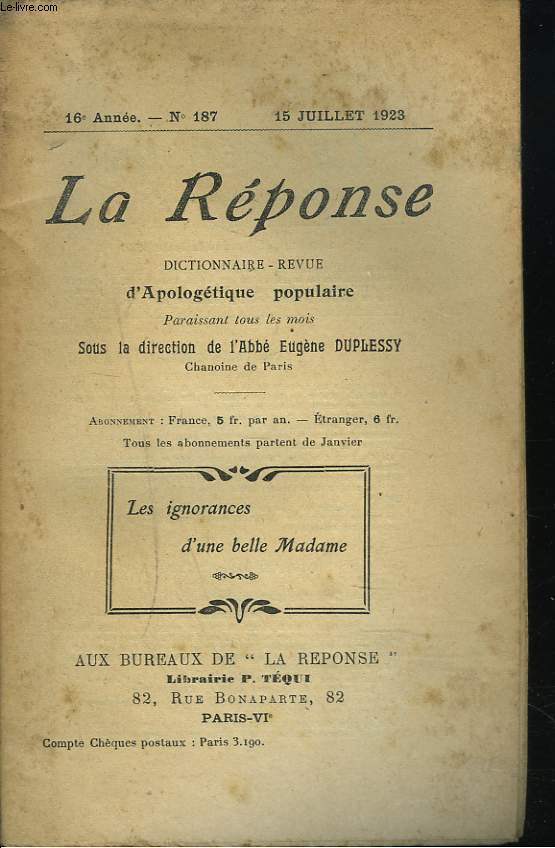 Le-livre.com
16e Année. — No 187 15 JUILLET 1923
La Réponse
DICTIONNAIRE - REVUE
d'Apologétique populaire
Paraissant tous les mois
Sous la direction de l'Abbé Eugène DUPLESSY
Chanoine de Paris
ABONNEMENT : France, 5 fr. par an. — Étranger, 6 fr.
Tous les abonnements partent de Janvier
Les ignorances
d'une belle Madame
AUX BUREAUX DE “ LA REPONSE ”
Librairie P. TÉQUI
82, RUE BONAPARTE, 82
PARIS-VIe
Compte Chèques postaux : Paris 3.190.